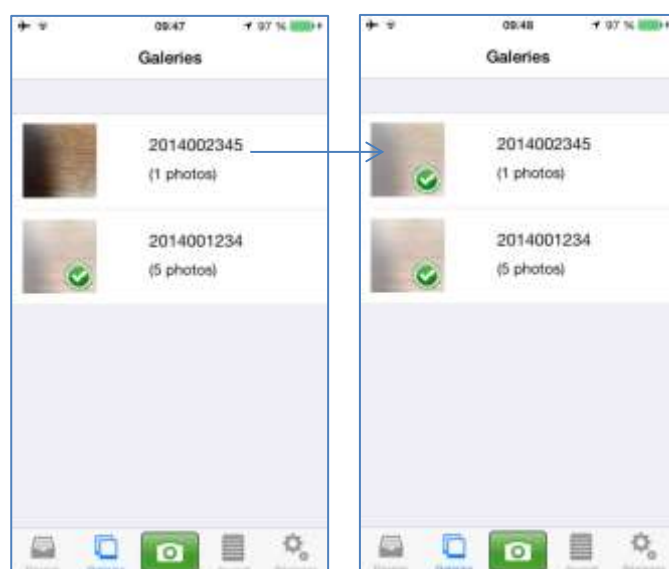 09:47
97 %
Galeries
2014002345
(1 photos)
2014001234
(5 photos)
09:48
97 %
Galeries
2014002345
(1 photos)
2014001234
(5 photos)